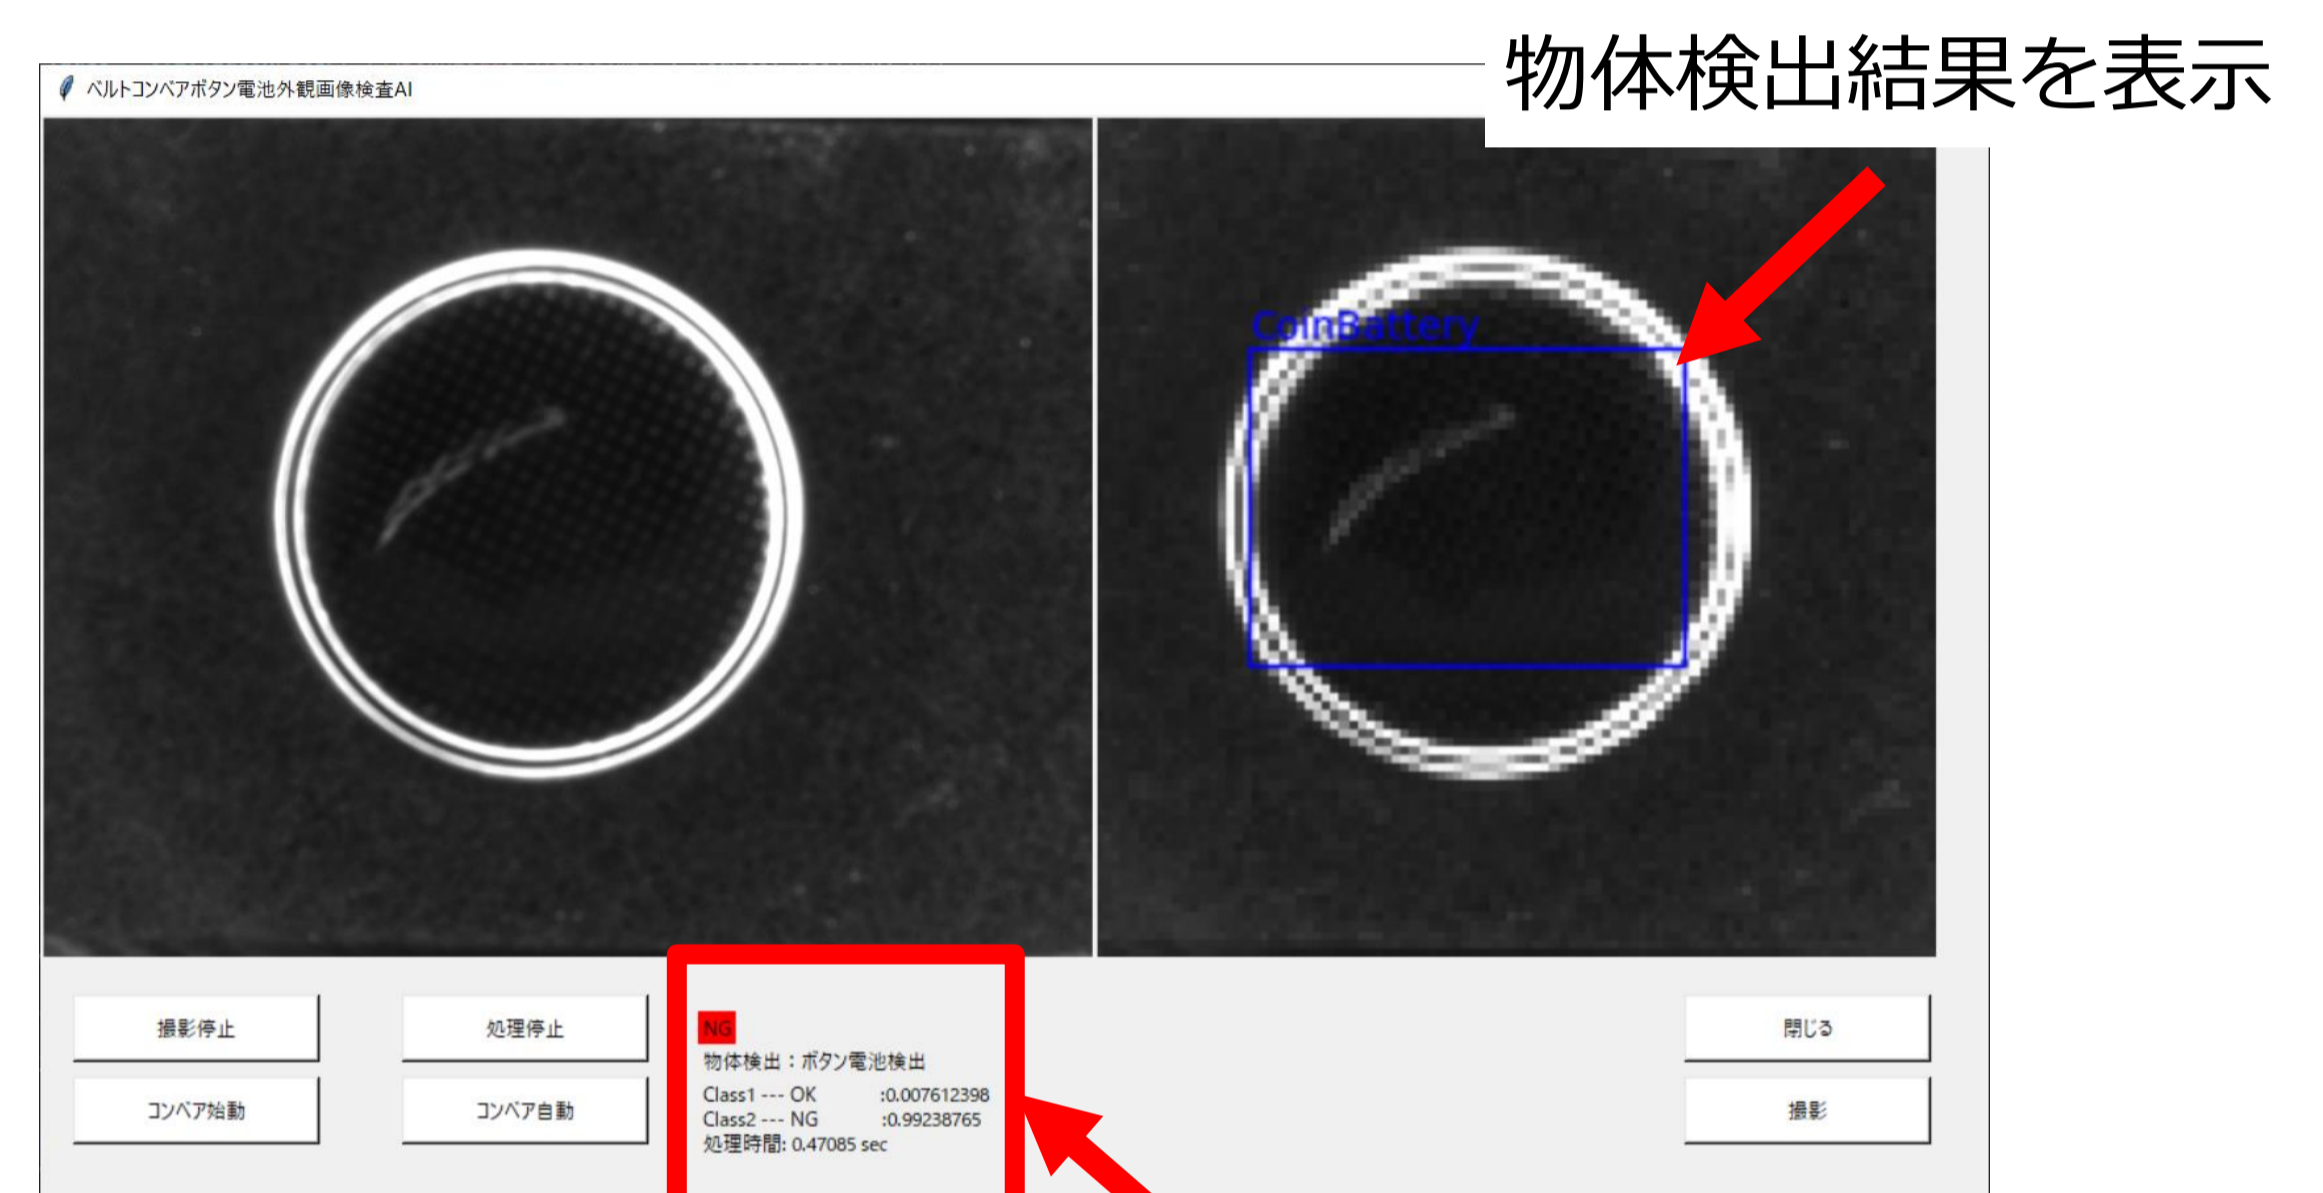 物体検出結果を表示
ベルトコンベアボタン電池外観画像検査AI
CoinBattery
撮影停止
処理停止
NG
閉じる
物体検出：ボタン電池検出
コンベア始動
コンベア自動
Class1 --- OK :0.007612398
撮影
Class2 --- NG :0.99238765
処理時間: 0.47085 sec